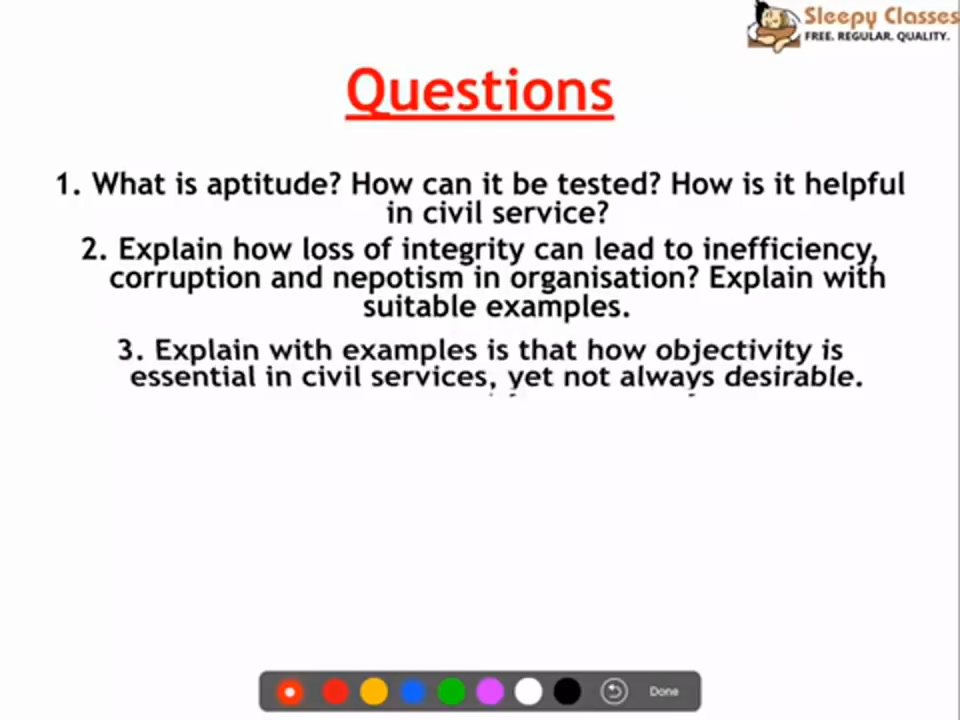 Sleepy Classes
FREE. REGULAR. QUALITY.
Questions
1. What is aptitude? How can it be tested? How is it helpful
in civil service?
2. Explain how loss of integrity can lead to inefficiency,
corruption and nepotism in organisation? Explain with
suitable examples.
3. Explain with examples is that how objectivity is
essential in civil services, yet not always desirable.
Done